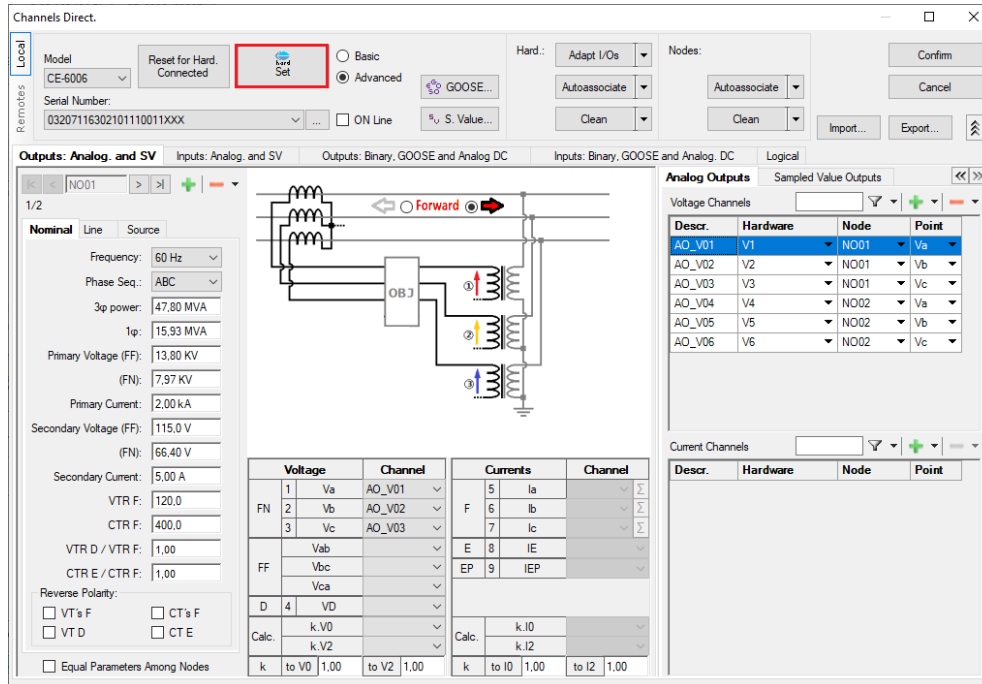 Channels Direct.
Local
Remotes
Model
CE-6006
Serial Number:
03207116302101110011XXX
...
Reset for Hard. Connected
hard
Set
Basic
Advanced
ON Line
GOOSE...
S. Value...
Hard.:
Adapt I/Os
Autoassociate
Clean
Nodes:
Autoassociate
Clean
Confirm
Cancel
Import...
Export...
Outputs: Analog. and SV
Inputs: Analog. and SV
Outputs: Binary, GOOSE and Analog DC
Inputs: Binary, GOOSE and Analog. DC
Logical
NO01
1/2
Nominal Line Source
Frequency: 60 Hz
Phase Seq.: ABC
3φ power: 47,80 MVA
1φ: 15,93 MVA
Primary Voltage (FF): 13,80 KV
(FN): 7,97 KV
Primary Current: 2,00 kA
Secondary Voltage (FF): 115,0 V
(FN): 66,40 V
Secondary Current: 5,00 A
VTR F: 120,0
CTR F: 400,0
VTR D / VTR F: 1,00
CTR E / CTR F: 1,00
Reverse Polarity:
VT's F CT's F
VT D CT E
Equal Parameters Among Nodes
Forward
OBJ
①
②
③
Voltage Channel
FN 1 Va AO_V01
2 Vb AO_V02
3 Vc AO_V03
FF Vab
Vbc
Vca
D 4 VD
Calc. k.V0
k.V2
k to V0 1,00 to V2 1,00
Currents Channel
F 5 Ia Σ
6 Ib Σ
7 Ic Σ
E 8 IE
EP 9 IEP
Calc. k.I0
k.I2
k to I0 1,00 to I2 1,00
Analog Outputs Sampled Value Outputs
Voltage Channels
Descr. Hardware Node Point
AO_V01 V1 NO01 Va
AO_V02 V2 NO01 Vb
AO_V03 V3 NO01 Vc
AO_V04 V4 NO02 Va
AO_V05 V5 NO02 Vb
AO_V06 V6 NO02 Vc
Current Channels
Descr. Hardware Node Point